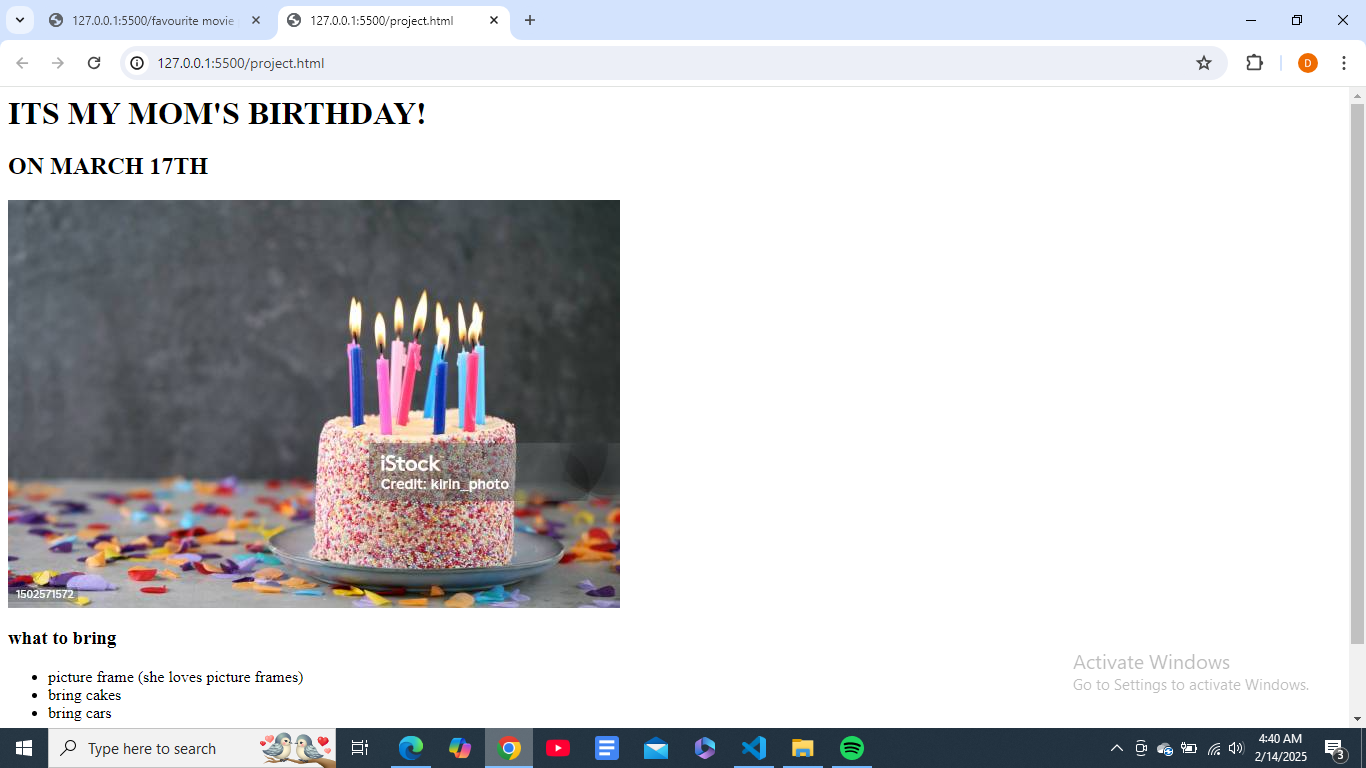 127.0.0.1:5500/favourite movie
127.0.0.1:5500/project.html
127.0.0.1:5500/project.html
D
ITS MY MOM'S BIRTHDAY!
ON MARCH 17TH
iStock
Credit: kirin_photo
1502571572
what to bring
picture frame (she loves picture frames)
bring cakes
bring cars
Activate Windows
Go to Settings to activate Windows.
Type here to search
4:40 AM
2/14/2025
3